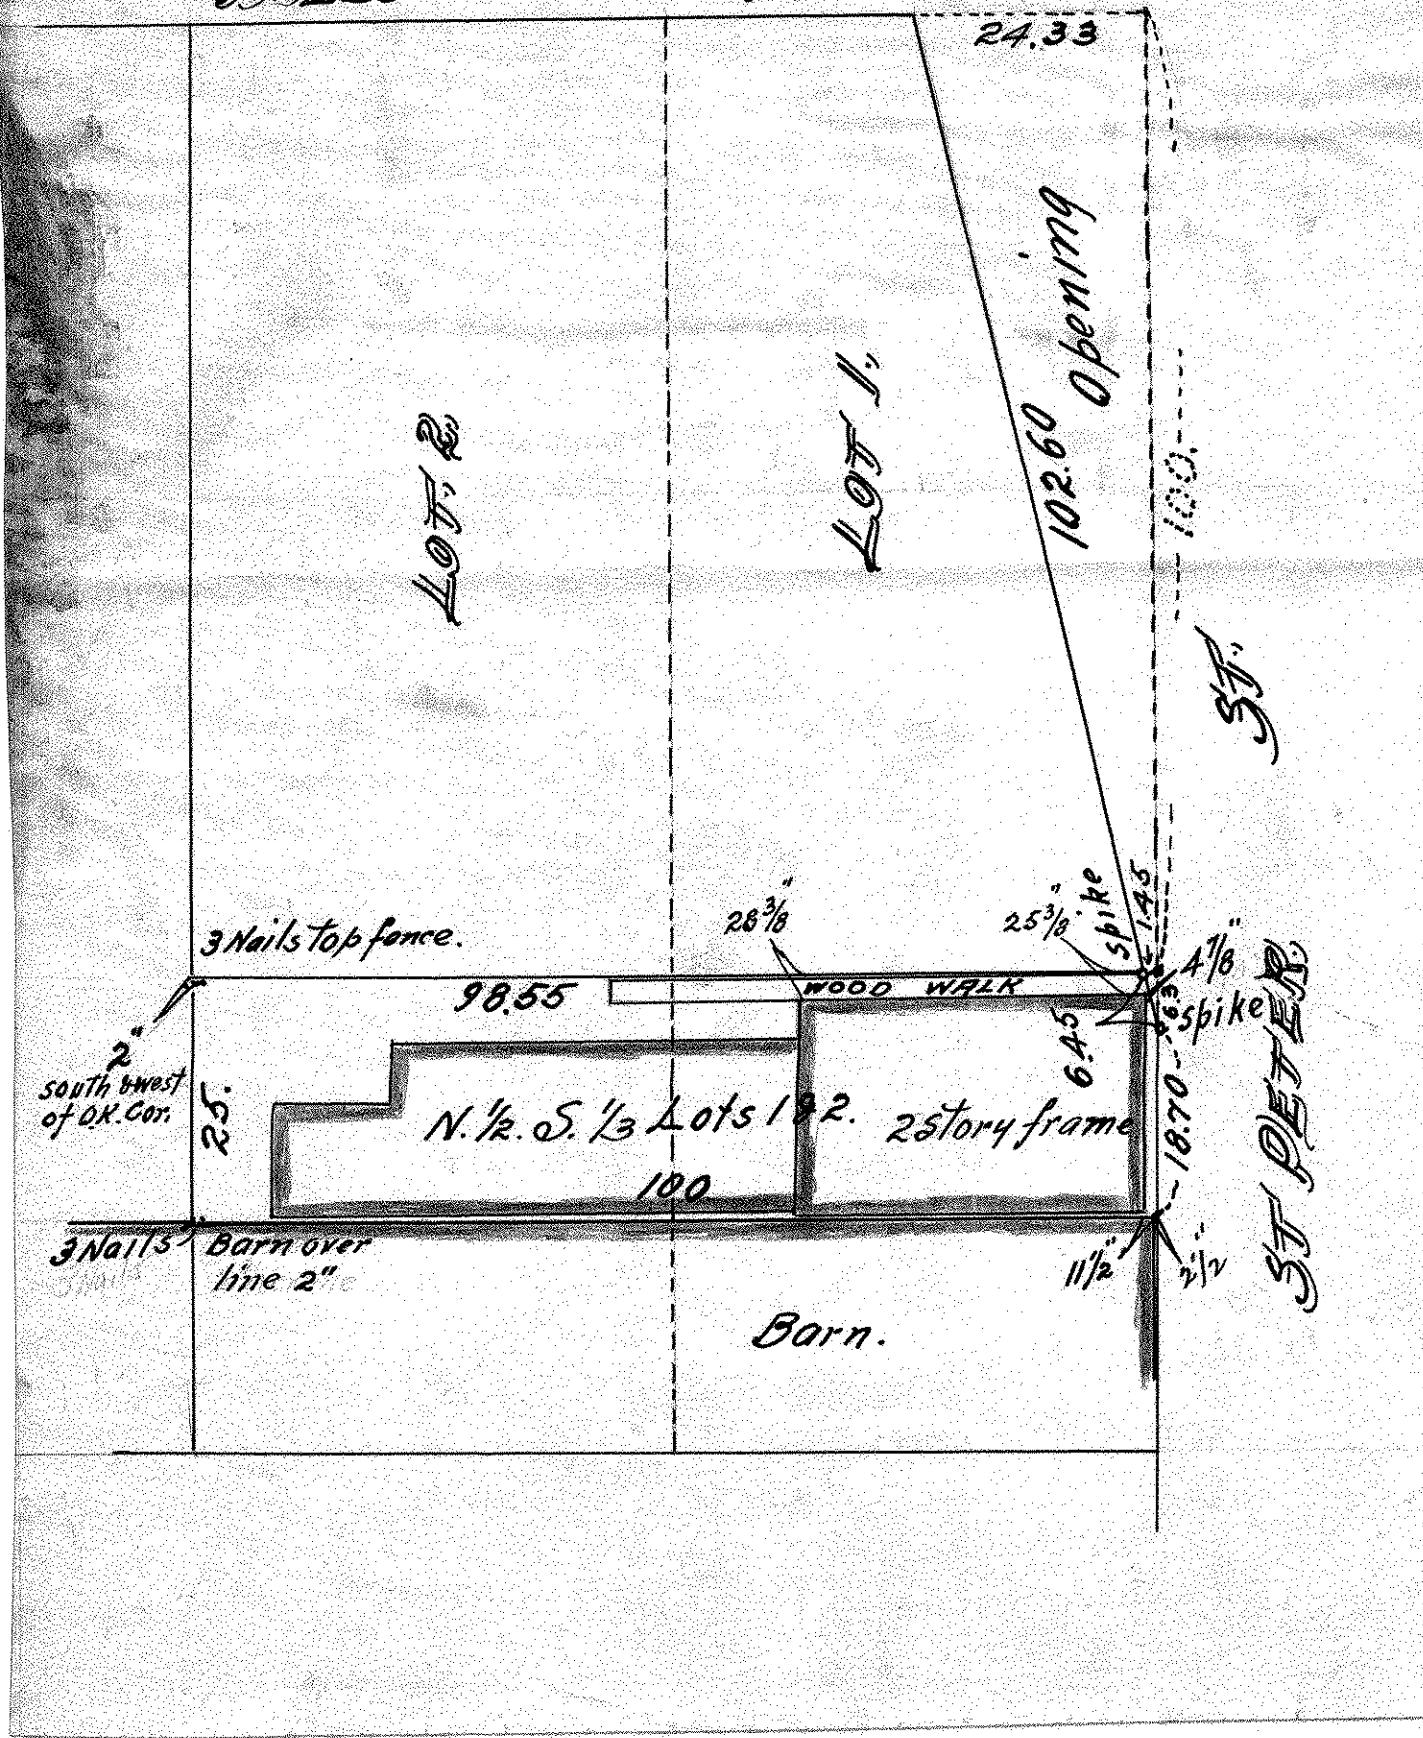 24.33
Opening
LOT, 2
LOT 1,
102.60
100.
ST.,
3 Nails top fence.
28 3/8"
25 3/8"
spike
1.45
4 7/8"
98.55
WOOD WALK
spike
6.3
6.45
2"
south & west
of O.K. Cor.
25.
N. 1/2. S. 1/3 Lots 1 & 2.
2 Story frame
18.70
ST PETER.
100
3 Nails
Barn over
line 2"
11 1/2"
2 1/2"
Barn.